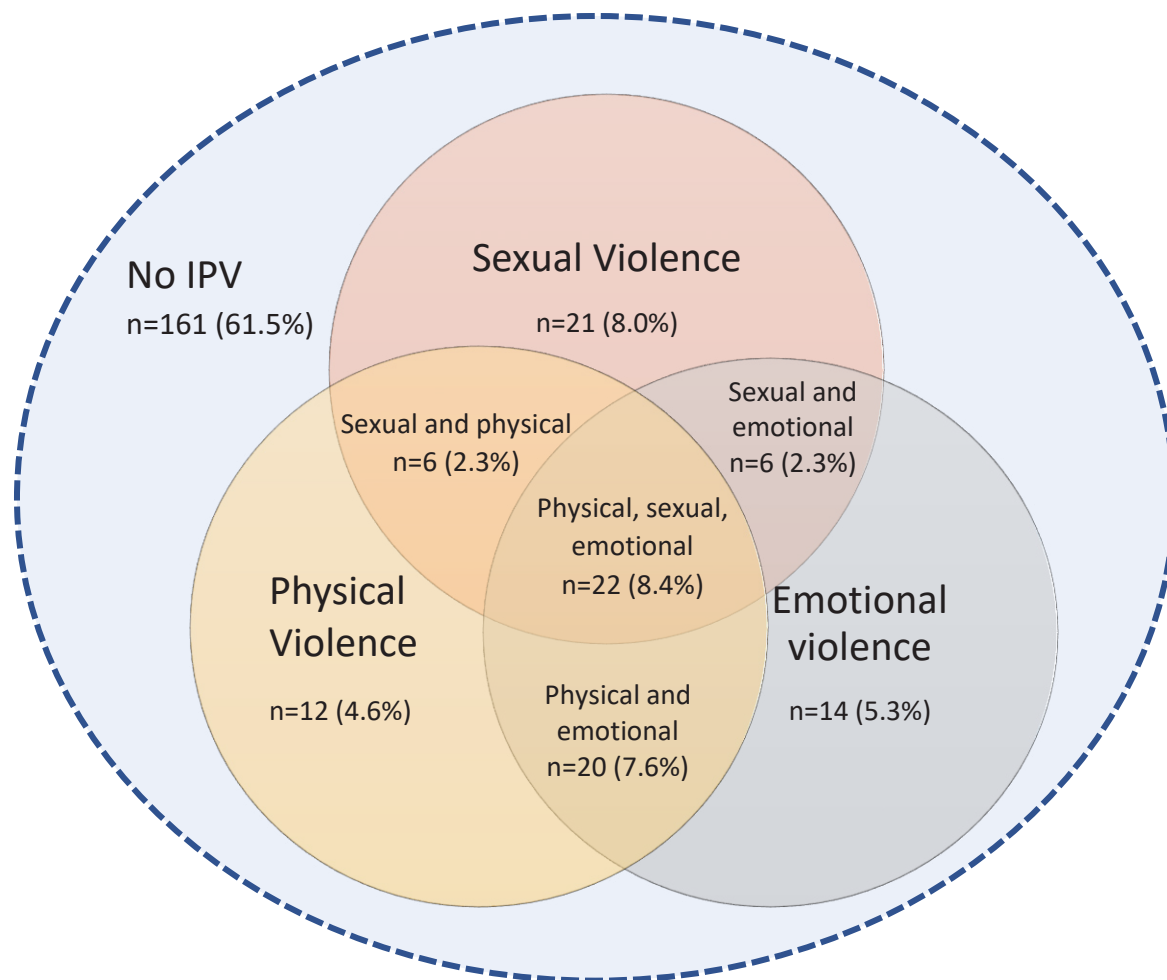 Sexual Violence
n=21 (8.0%)
No IPV
n=161 (61.5%)
Sexual and physical
n=6 (2.3%)
Sexual and
emotional
n=6 (2.3%)
Physical, sexual,
emotional
n=22 (8.4%)
Physical
Violence
n=12 (4.6%)
Emotional
violence
n=14 (5.3%)
Physical and
emotional
n=20 (7.6%)